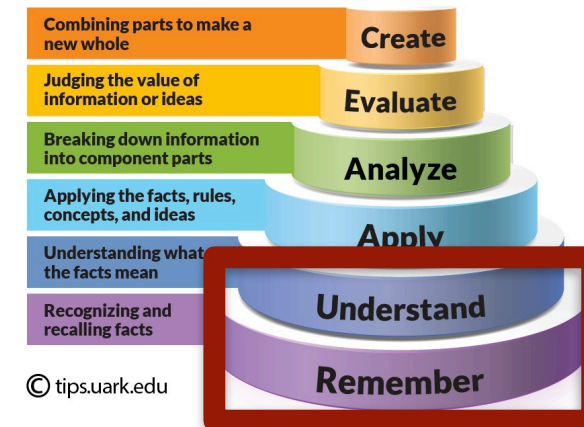 Combining parts to make a
new whole
Create
Judging the value of
information or ideas
Evaluate
Breaking down information
into component parts
Analyze
Applying the facts, rules,
concepts, and ideas
Apply
Understanding what
the facts mean
Understand
Recognizing and
recalling facts
Remember
© tips.uark.edu